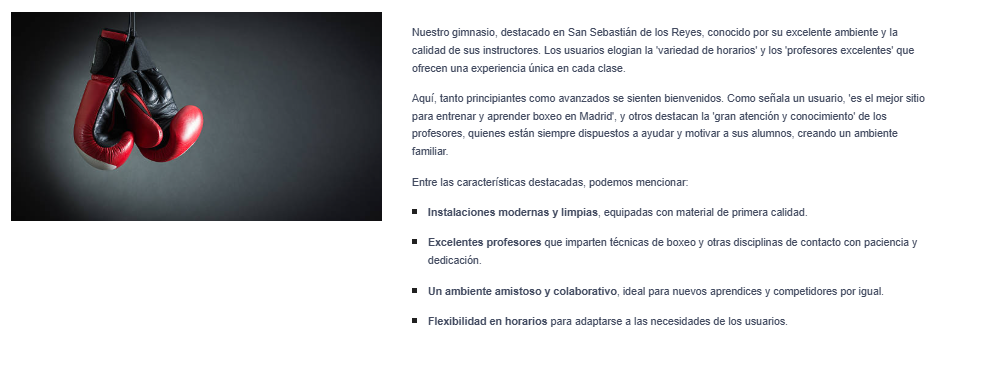 Nuestro gimnasio, destacado en San Sebastián de los Reyes, conocido por su excelente ambiente y la
calidad de sus instructores. Los usuarios elogian la 'variedad de horarios' y los 'profesores excelentes' que
ofrecen una experiencia única en cada clase.
Aquí, tanto principiantes como avanzados se sienten bienvenidos. Como señala un usuario, 'es el mejor sitio
para entrenar y aprender boxeo en Madrid', y otros destacan la 'gran atención y conocimiento' de los
profesores, quienes están siempre dispuestos a ayudar y motivar a sus alumnos, creando un ambiente
familiar.
Entre las características destacadas, podemos mencionar:
Instalaciones modernas y limpias, equipadas con material de primera calidad.
Excelentes profesores que imparten técnicas de boxeo y otras disciplinas de contacto con paciencia y
dedicación.
Un ambiente amistoso y colaborativo, ideal para nuevos aprendices y competidores por igual.
Flexibilidad en horarios para adaptarse a las necesidades de los usuarios.